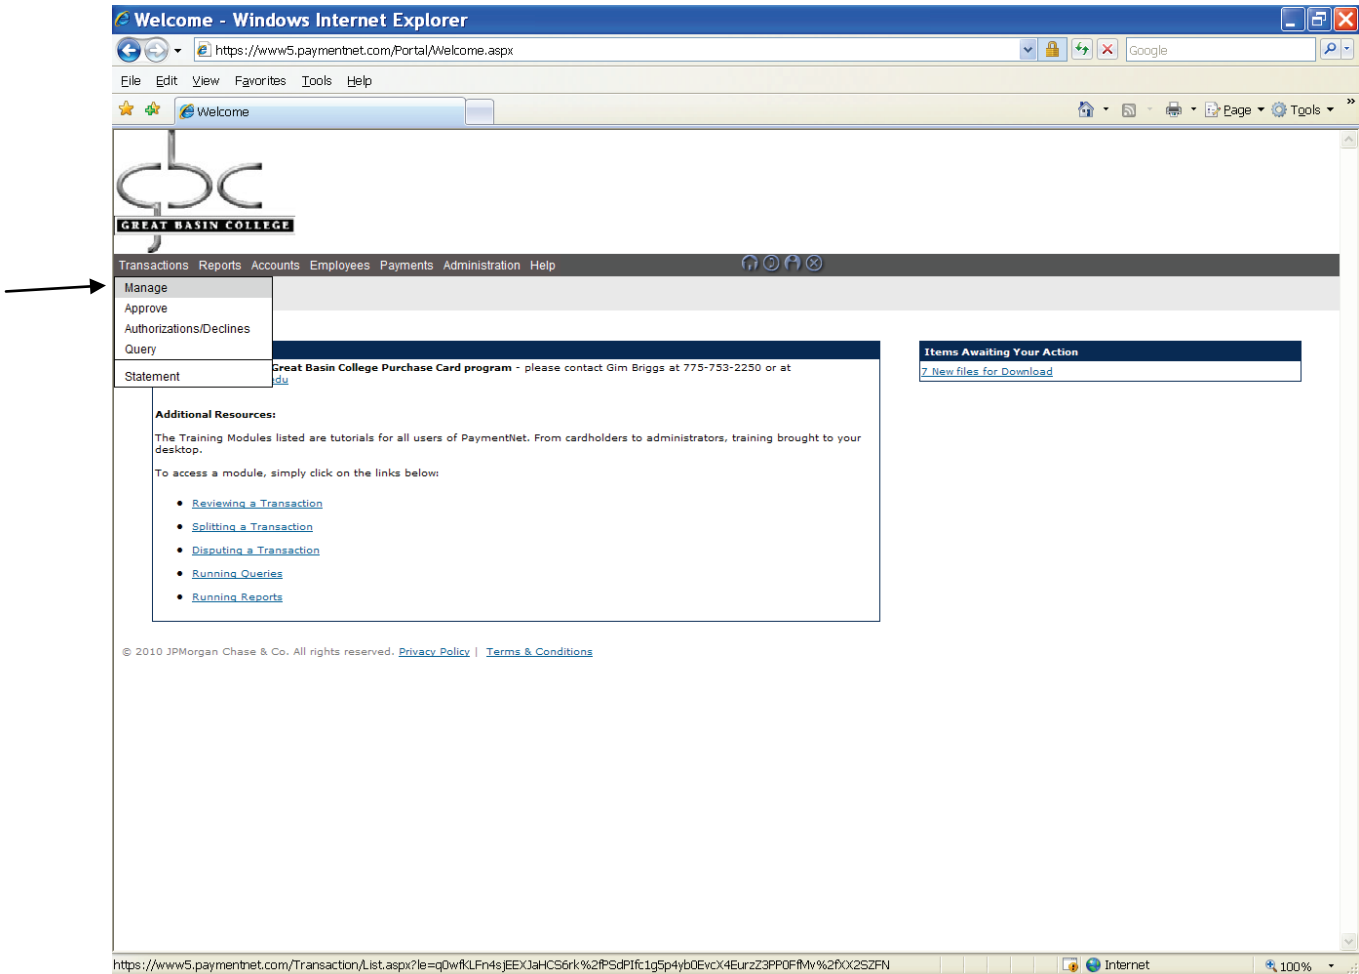 Welcome - Windows Internet Explorer
https://www5.paymentnet.com/Portal/Welcome.aspx
Google
File Edit View Favorites Tools Help
Welcome
Page Tools »
gbc
GREAT BASIN COLLEGE
Transactions Reports Accounts Employees Payments Administration Help
Manage
Approve
Authorizations/Declines
Query
Statement
Great Basin College Purchase Card program - please contact Gim Briggs at 775-753-2250 or at
edu
Items Awaiting Your Action
7 New files for Download
Additional Resources:
The Training Modules listed are tutorials for all users of PaymentNet. From cardholders to administrators, training brought to your
desktop.
To access a module, simply click on the links below:
• Reviewing a Transaction
• Splitting a Transaction
• Disputing a Transaction
• Running Queries
• Running Reports
© 2010 JPMorgan Chase & Co. All rights reserved. Privacy Policy | Terms & Conditions
https://www5.paymentnet.com/Transaction/List.aspx?le=q0wfKLFn4sjEEXJaHCS6rk%2fPSdPIfc1g5p4yb0EvcX4EurzZ3PP0FfMv%2fXX2SZFN
Internet
100%